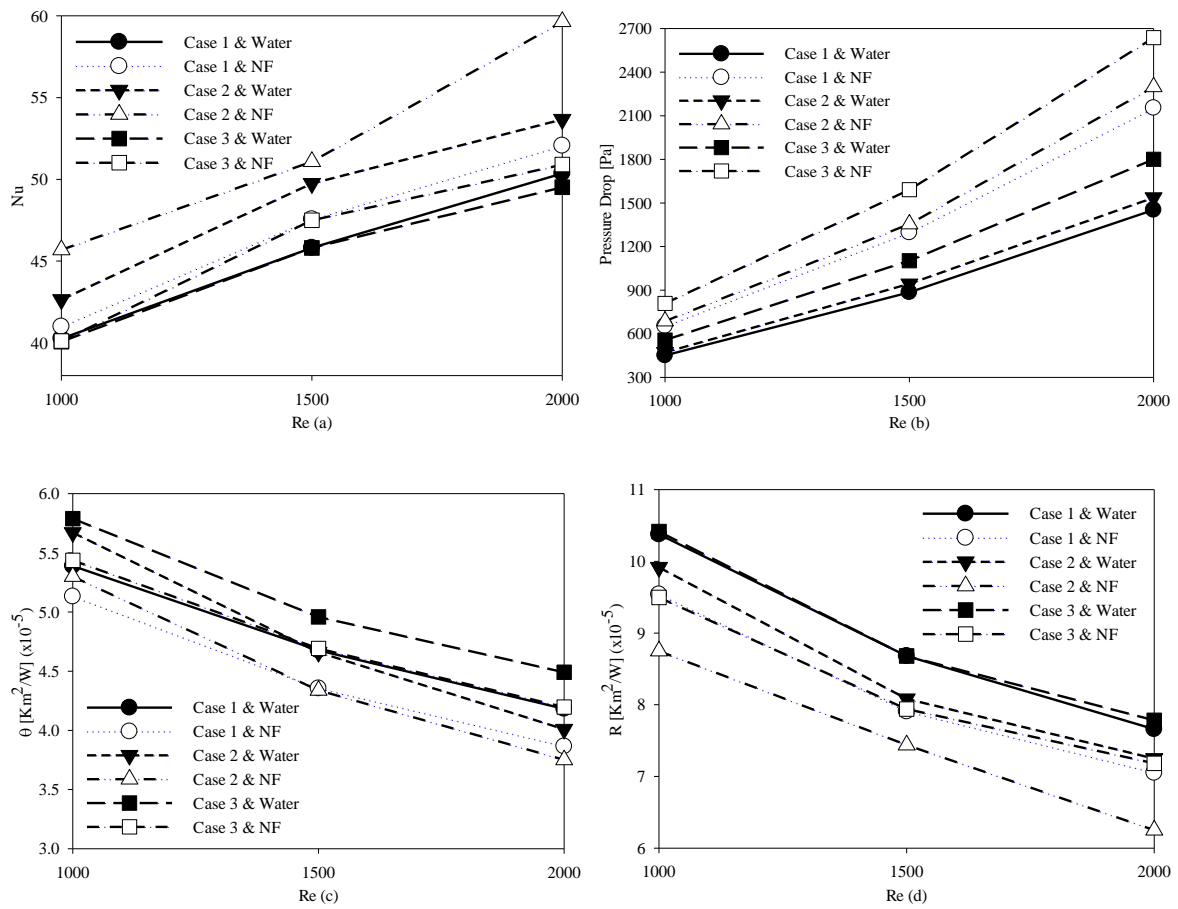 60
55
50
45
40
Nu
Case 1 & Water
Case 1 & NF
Case 2 & Water
Case 2 & NF
Case 3 & Water
Case 3 & NF
1000
1500
2000
Re (a)
2700
2400
2100
1800
1500
1200
900
600
300
Pressure Drop [Pa]
Case 1 & Water
Case 1 & NF
Case 2 & Water
Case 2 & NF
Case 3 & Water
Case 3 & NF
1000
1500
2000
Re (b)
6.0
5.5
5.0
4.5
4.0
3.5
3.0
θ [Km²/W] (x10⁻⁵)
Case 1 & Water
Case 1 & NF
Case 2 & Water
Case 2 & NF
Case 3 & Water
Case 3 & NF
1000
1500
2000
Re (c)
11
10
9
8
7
6
R [Km²/W] (x10⁻⁵)
Case 1 & Water
Case 1 & NF
Case 2 & Water
Case 2 & NF
Case 3 & Water
Case 3 & NF
1000
1500
2000
Re (d)